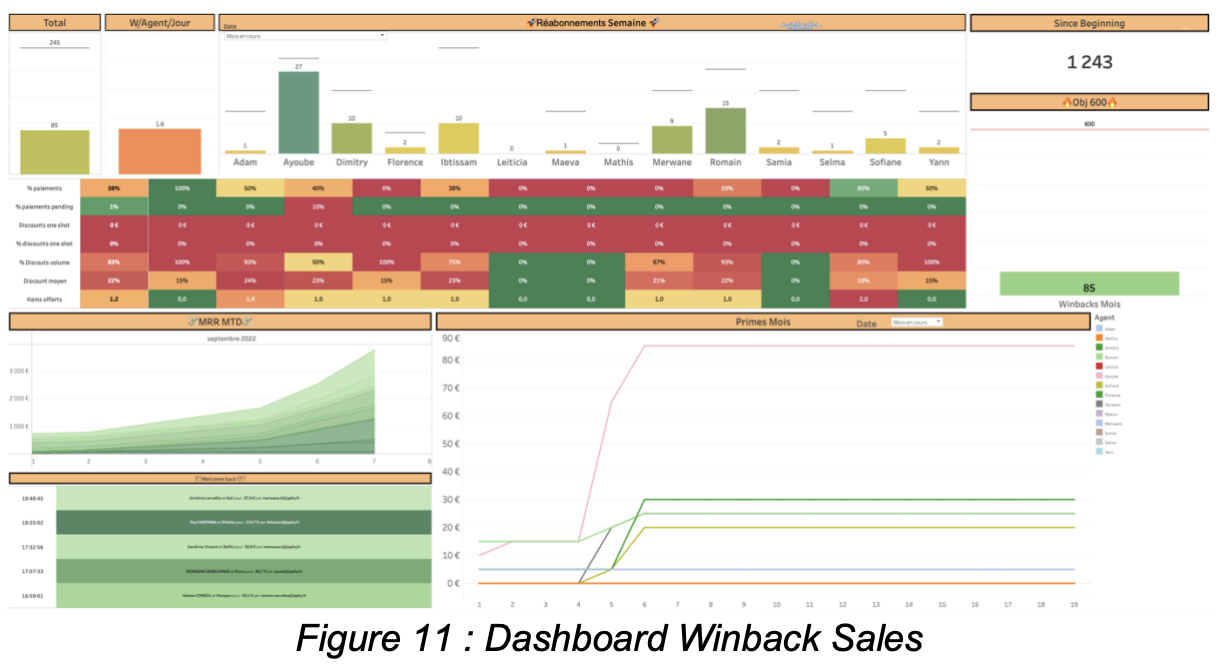 Total
W/Agent/Jour
🚀Réabonnements Semaine 🚀
->détail<-
Since Beginning
Date
Mois en cours
245
85
1,6
1
27
10
2
10
0
1
0
9
15
2
1
5
2
Adam Ayoube Dimitry Florence Ibtissam Leiticia Maeva Mathis Merwane Romain Samia Selma Sofiane Yann
1 243
🔥Obj 600🔥
600
85
Winbacks Mois
% paiements 38% 100% 50% 40% 0% 38% 0% 0% 0% 20% 0% 80% 50%
% paiements pending 1% 0% 0% 10% 0% 0% 0% 0% 0% 0% 0% 0% 0%
Discounts one shot 0 € 0 € 0 € 0 € 0 € 0 € 0 € 0 € 0 € 0 € 0 € 0 € 0 €
% discounts one shot 0% 0% 0% 0% 0% 0% 0% 0% 0% 0% 0% 0% 0%
% Discouts volume 83% 100% 93% 50% 100% 75% 0% 0% 67% 93% 0% 80% 100%
Discount moyen 22% 15% 24% 23% 15% 23% 0% 0% 21% 22% 0% 18% 15%
Items offerts 1,2 0,0 1,4 1,0 1,0 1,0 0,0 0,0 1,0 1,0 0,0 2,0 0,0
MRR MTD
septembre 2022
3 000 €
2 000 €
1 000 €
1 2 3 4 5 6 7 8
Primes Mois
Date
Mois en cours
90 €
80 €
70 €
60 €
50 €
40 €
30 €
20 €
10 €
0 €
1 2 3 4 5 6 7 8 9 10 11 12 13 14 15 16 17 18 19
Agent
Adam
Mathis
Dimitry
Romain
Leiticia
Ayoube
Sofiane
Florence
Ibtissam
Maeva
Merwane
Samia
Selma
Yann
Welcome back !
18:48:45
18:25:02
17:32:56
17:07:33
16:59:01
Figure 11 : Dashboard Winback Sales